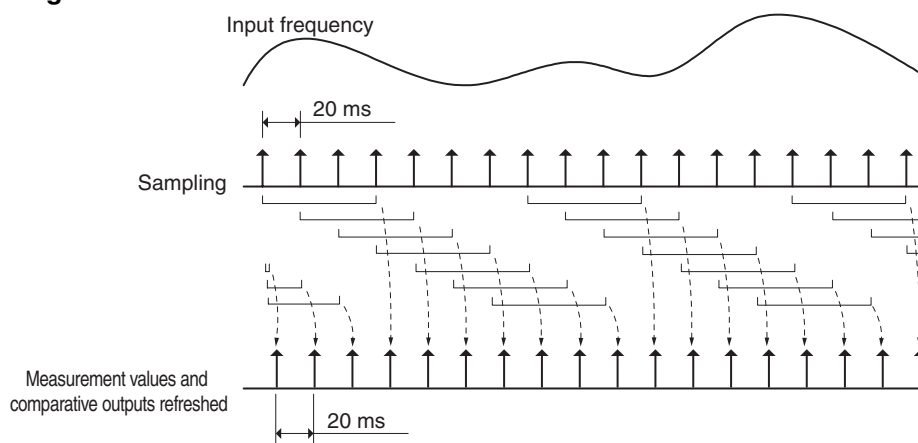 Input frequency
20 ms
Sampling
Measurement values and
comparative outputs refreshed
20 ms